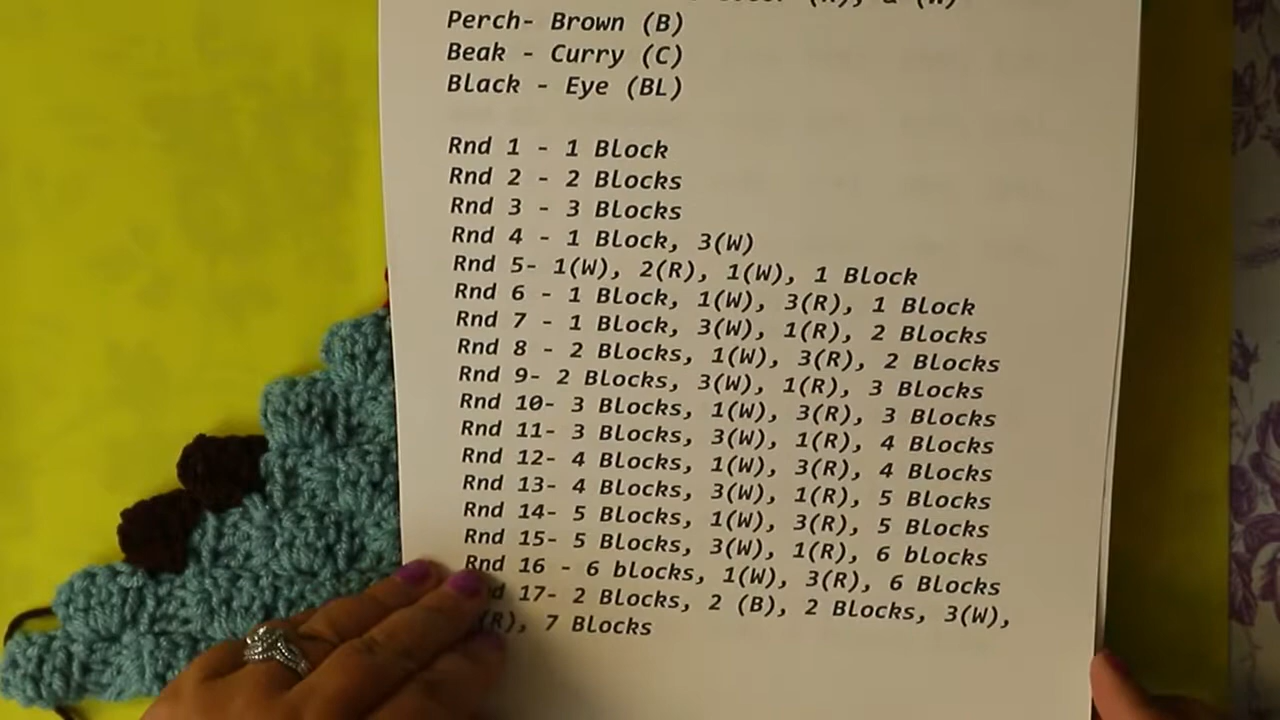 Perch- Brown (B)
Beak - Curry (C)
Black - Eye (BL)
Rnd 1 - 1 Block
Rnd 2 - 2 Blocks
Rnd 3 - 3 Blocks
Rnd 4 - 1 Block, 3(W)
Rnd 5- 1(W), 2(R), 1(W), 1 Block
Rnd 6 - 1 Block, 1(W), 3(R), 1 Block
Rnd 7 - 1 Block, 3(W), 1(R), 2 Blocks
Rnd 8 - 2 Blocks, 1(W), 3(R), 2 Blocks
Rnd 9- 2 Blocks, 3(W), 1(R), 3 Blocks
Rnd 10- 3 Blocks, 1(W), 3(R), 3 Blocks
Rnd 11- 3 Blocks, 3(W), 1(R), 4 Blocks
Rnd 12- 4 Blocks, 1(W), 3(R), 4 Blocks
Rnd 13- 4 Blocks, 3(W), 1(R), 5 Blocks
Rnd 14- 5 Blocks, 1(W), 3(R), 5 Blocks
Rnd 15- 5 Blocks, 3(W), 1(R), 6 blocks
Rnd 16 - 6 blocks, 1(W), 3(R), 6 Blocks
17- 2 Blocks, 2 (B), 2 Blocks, 3(W),
(R), 7 Blocks